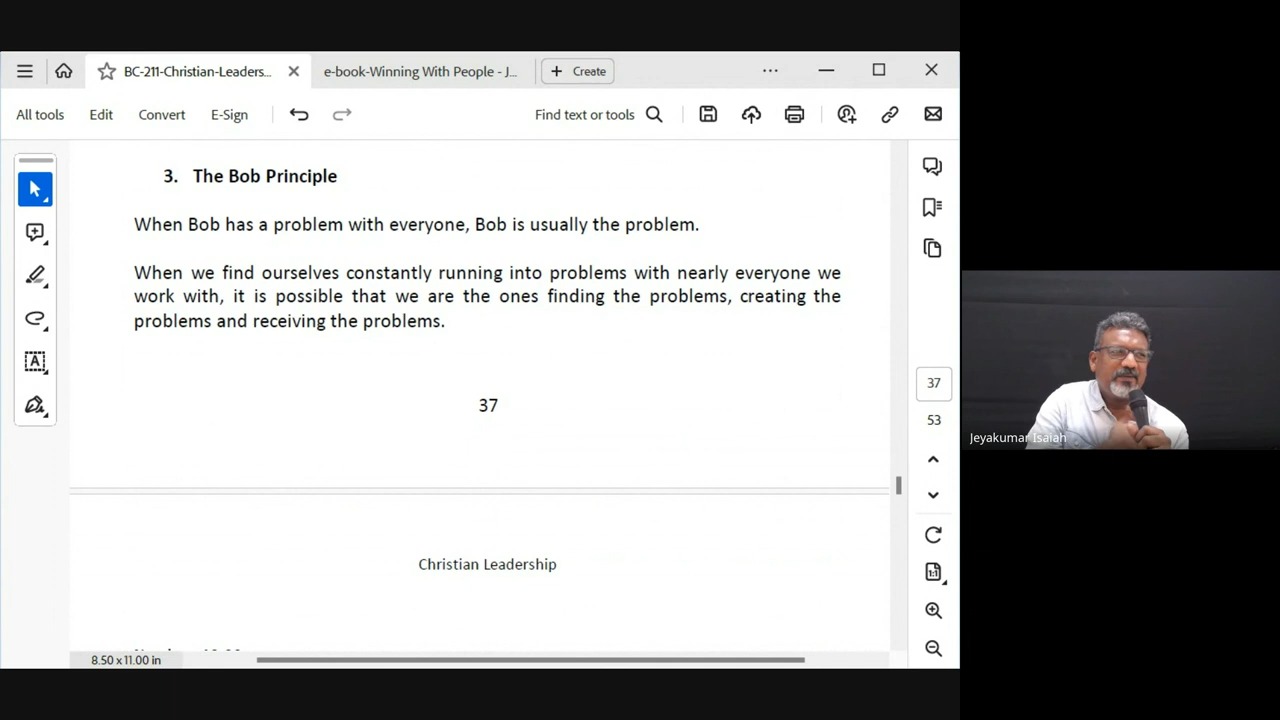 BC-211-Christian-Leaders...
e-book-Winning With People - J...
Create
All tools
Edit
Convert
E-Sign
Find text or tools
3. The Bob Principle
When Bob has a problem with everyone, Bob is usually the problem.
When we find ourselves constantly running into problems with nearly everyone we
work with, it is possible that we are the ones finding the problems, creating the
problems and receiving the problems.
37
37
53
Christian Leadership
8.50 x 11.00 in
Jeyakumar Isaiah